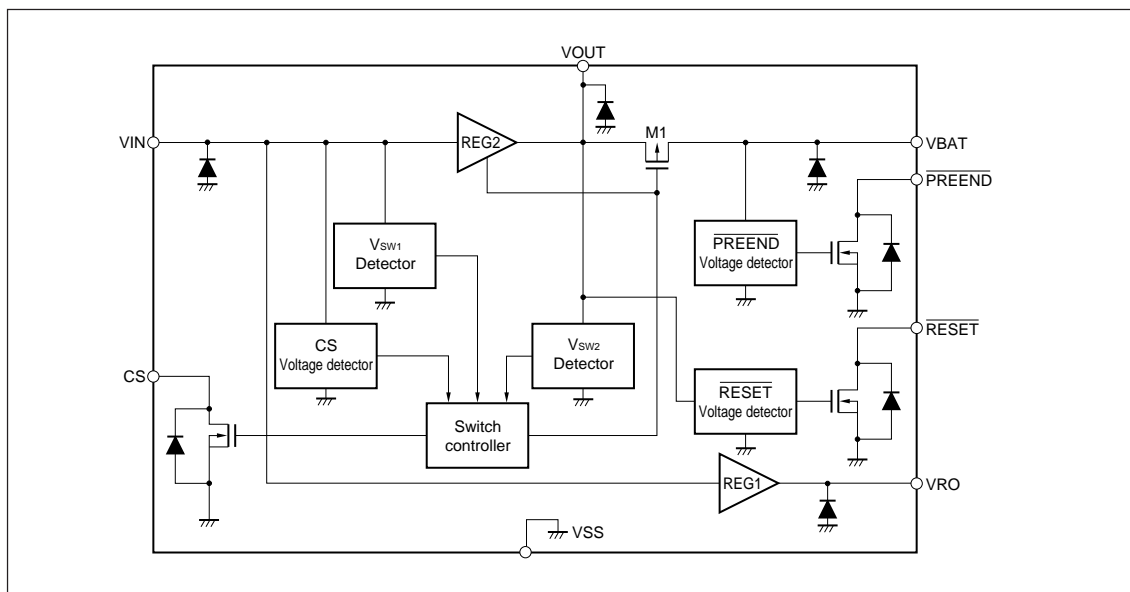 VOUT
VIN
REG2
M1
VBAT
PREEND
VSW1
Detector
PREEND
Voltage detector
RESET
CS
Voltage detector
VSW2
Detector
CS
RESET
Voltage detector
Switch
controller
REG1
VRO
VSS